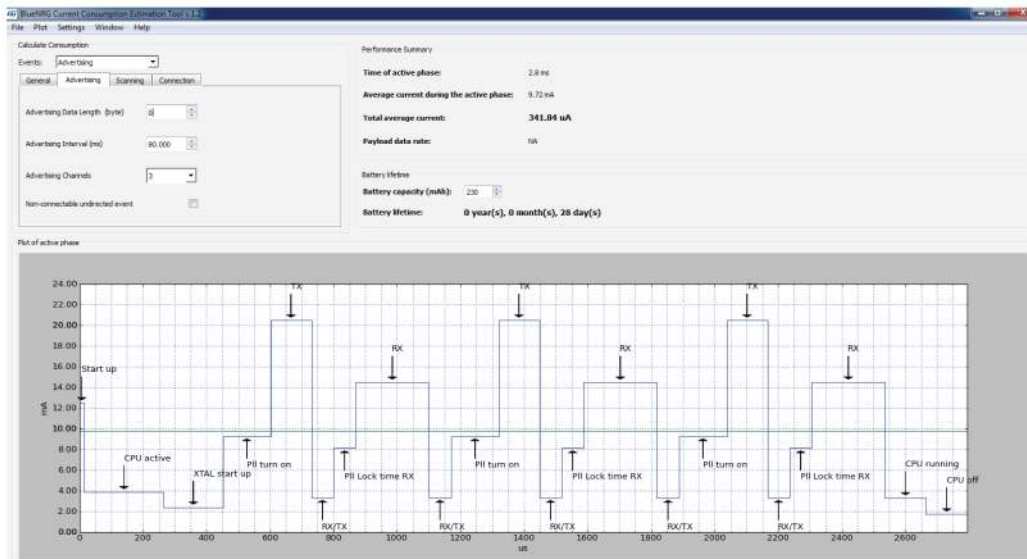 BlueNRG Current Consumption Estimation Tool v 1.2
File Plot Settings Window Help
Calculate Consumption
Events: Advertising
General Advertising Scanning Connection
Advertising Data Length (byte) 0
Advertising Interval (ms) 80.000
Advertising Channels 3
Non-connectable undirected event
Performance Summary
Time of active phase: 2.8 ms
Average current during the active phase: 9.72 mA
Total average current: 341.84 uA
Payload data rate: NA
Battery lifetime
Battery capacity (mAh): 230
Battery lifetime: 0 year(s), 0 month(s), 28 day(s)
Plot of active phase
24.00
22.00
20.00
18.00
16.00
14.00
12.00
10.00
8.00
6.00
4.00
2.00
0.00
mA
TX TX TX
RX RX RX
Start up
CPU active
XTAL start up
Pll turn on Pll turn on Pll turn on
Pll Lock time RX Pll Lock time RX Pll Lock time RX
CPU running
CPU off
RX/TX RX/TX RX/TX RX/TX RX/TX
0 200 400 600 800 1000 1200 1400 1600 1800 2000 2200 2400 2600
us